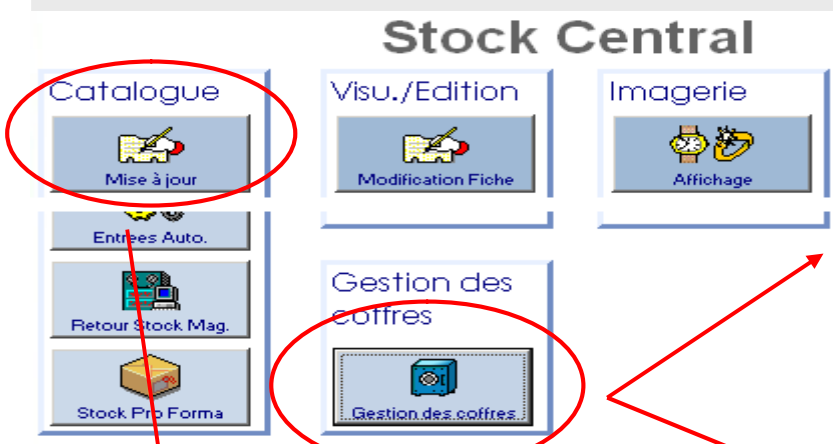 Stock Central
Catalogue
Mise à jour
Entrees Auto.
Retour Stock Mag.
Stock Pro Forma
Visu./Edition
Modification Fiche
Gestion des
coffres
Gestion des coffres
Imagerie
Affichage